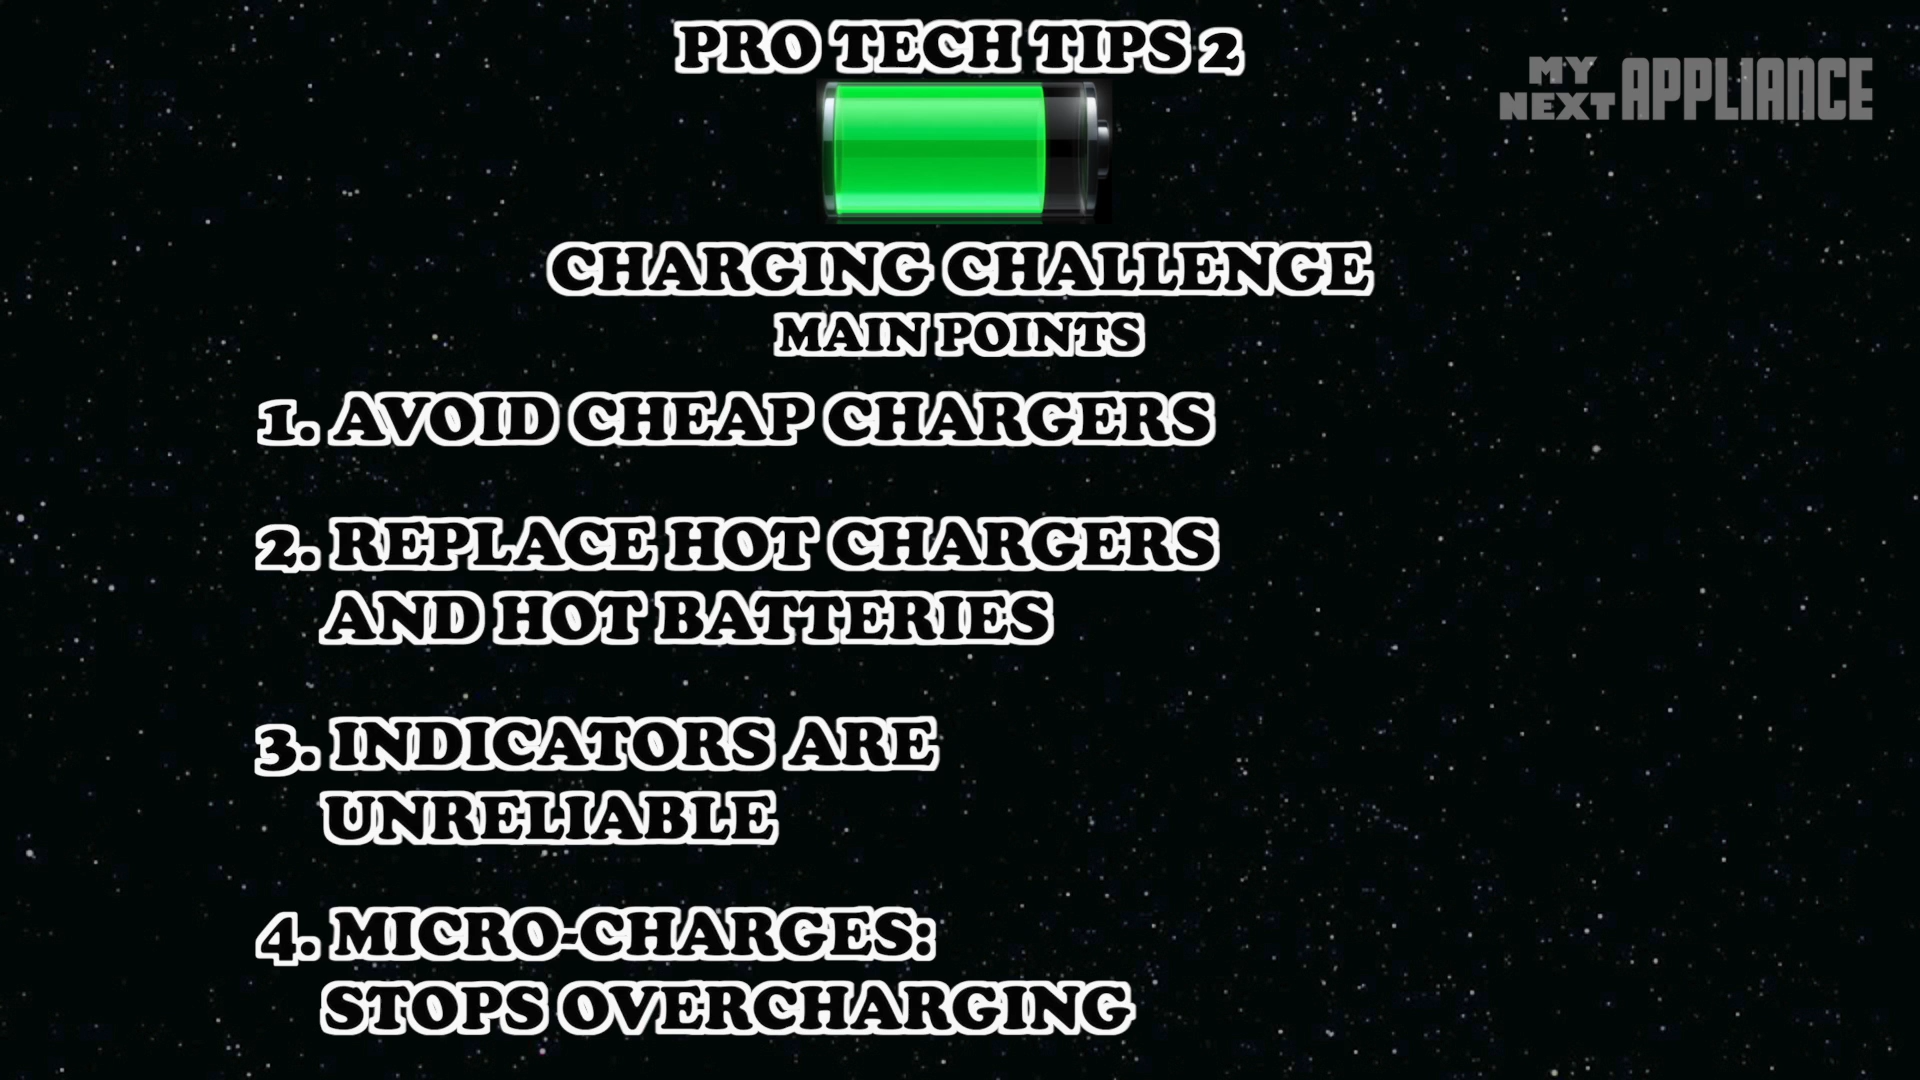 PRO TECH TIPS 2
MY
NEXT APPLIANCE
CHARGING CHALLENGE
MAIN POINTS
1. AVOID CHEAP CHARGERS
2. REPLACE HOT CHARGERS
AND HOT BATTERIES
3. INDICATORS ARE
UNRELIABLE
4. MICRO-CHARGES:
STOPS OVERCHARGING